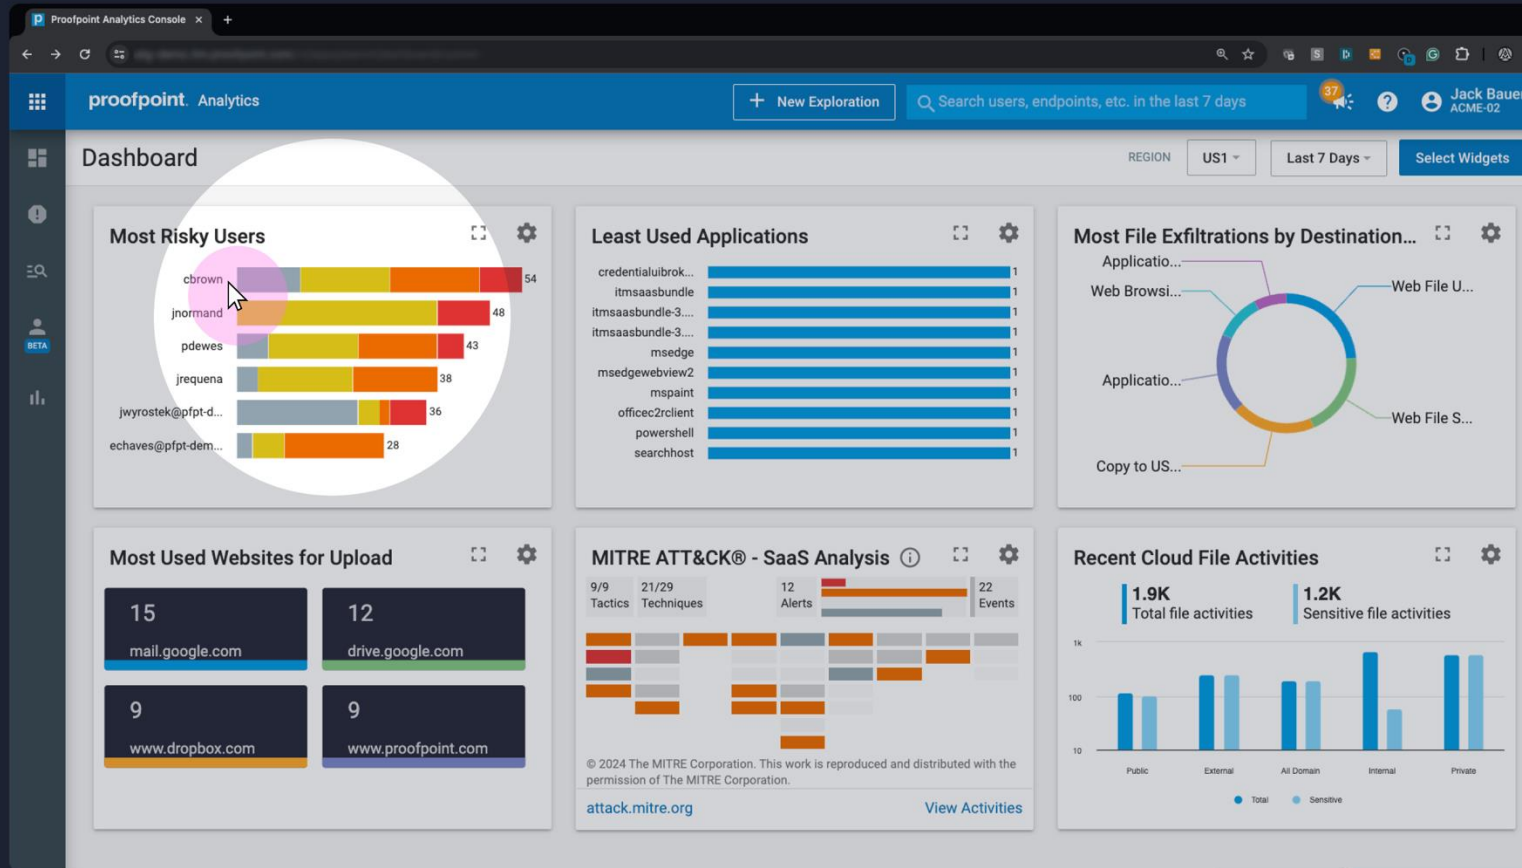 Proofpoint Analytics Console
proofpoint. Analytics
+ New Exploration
Search users, endpoints, etc. in the last 7 days
37
Jack Bauer
ACME-02
Dashboard
REGION
US1
Last 7 Days
Select Widgets
BETA
Most Risky Users
cbrown 54
jnormand 48
pdewes 43
jrequena 38
jwyrostek@pfpt-d... 36
echaves@pfpt-dem... 28
Least Used Applications
credentialuibrok... 1
itmsaasbundle 1
itmsaasbundle-3.... 1
itmsaasbundle-3.... 1
msedge 1
msedgewebview2 1
mspaint 1
officec2rclient 1
powershell 1
searchhost 1
Most File Exfiltrations by Destination...
Applicatio...
Web Browsi...
Web File U...
Applicatio...
Web File S...
Copy to US...
Most Used Websites for Upload
15
mail.google.com
12
drive.google.com
9
www.dropbox.com
9
www.proofpoint.com
MITRE ATT&CK® - SaaS Analysis
9/9
Tactics
21/29
Techniques
12
Alerts
22
Events
© 2024 The MITRE Corporation. This work is reproduced and distributed with the
permission of The MITRE Corporation.
attack.mitre.org
View Activities
Recent Cloud File Activities
1.9K
Total file activities
1.2K
Sensitive file activities
1k
100
10
Public
External
All Domain
Internal
Private
Total
Sensitive